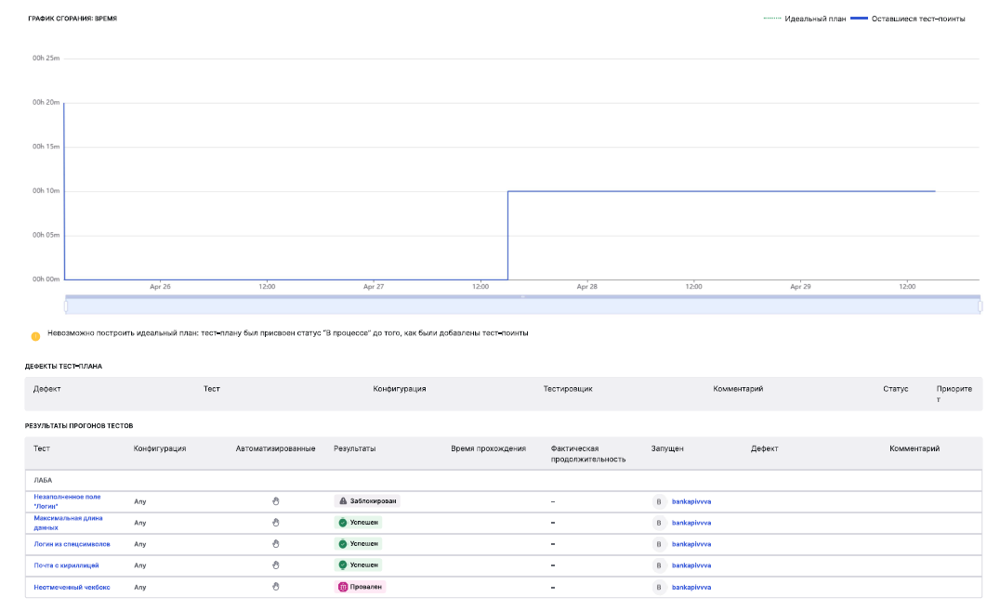 ГРАФИК СГОРАНИЯ: ВРЕМЯ
Идеальный план Оставшиеся тест-поинты
00h 25m
00h 20m
00h 15m
00h 10m
00h 05m
00h 00m
Apr 26 12:00 Apr 27 12:00 Apr 28 12:00 Apr 29 12:00
Невозможно построить идеальный план: тест-плану был присвоен статус "В процессе" до того, как были добавлены тест-поинты
ДЕФЕКТЫ ТЕСТ-ПЛАНА
Дефект Тест Конфигурация Тестировщик Комментарий Статус Приорите
т
РЕЗУЛЬТАТЫ ПРОГОНОВ ТЕСТОВ
Тест Конфигурация Автоматизированные Результаты Время прохождения Фактическая Запущен Дефект Комментарий
продолжительность
ЛАБА
Незаполненное поле
"Логин" Any Заблокирован – B bankapivvva
Максимальная длина
данных Any Успешен – B bankapivvva
Логин из спецсимволов Any Успешен – B bankapivvva
Почта с кириллицей Any Успешен – B bankapivvva
Неотмеченный чекбокс Any Провален – B bankapivvva